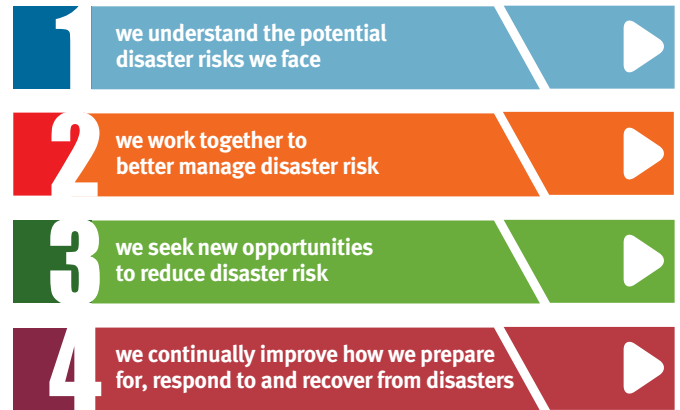 1
we understand the potential
disaster risks we face
2
we work together to
better manage disaster risk
3
we seek new opportunities
to reduce disaster risk
4
we continually improve how we prepare
for, respond to and recover from disasters